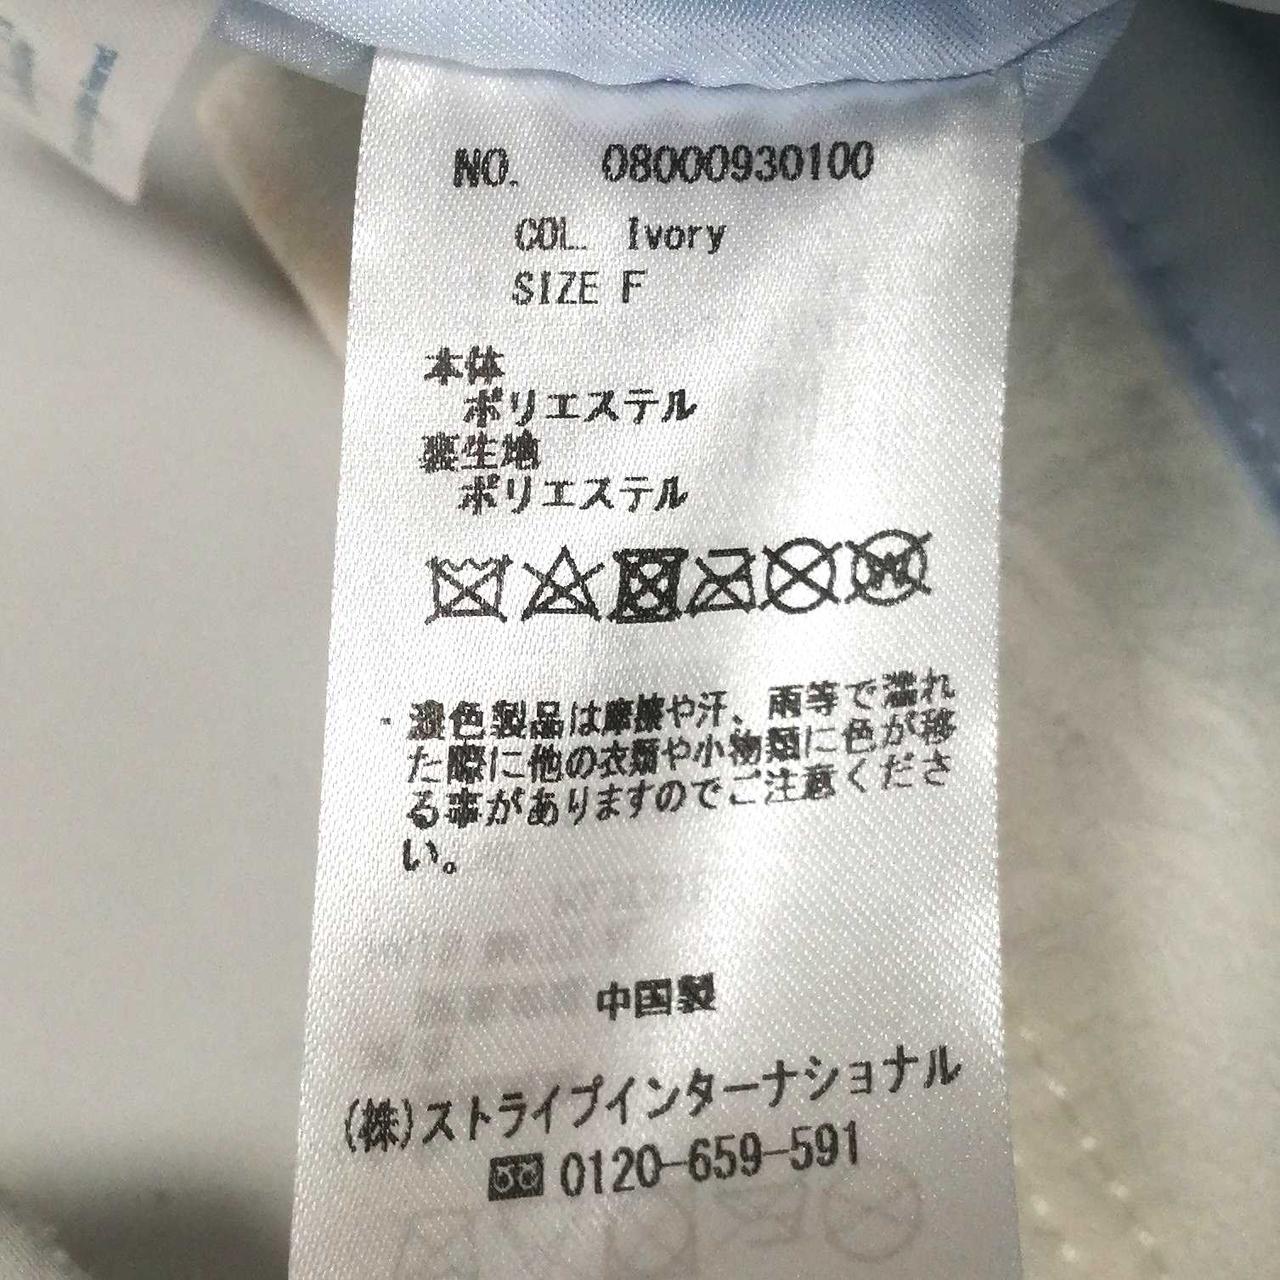 NO. 08000930100
COL. Ivory
SIZE F
本体
ポリエステル
裏生地
ポリエステル
・濃色製品は摩擦や汗、雨等で濡れ
た際に他の衣類や小物類に色が移
る事がありますのでご注意くださ
い。
中国製
(株)ストライプインターナショナル
0120-659-591